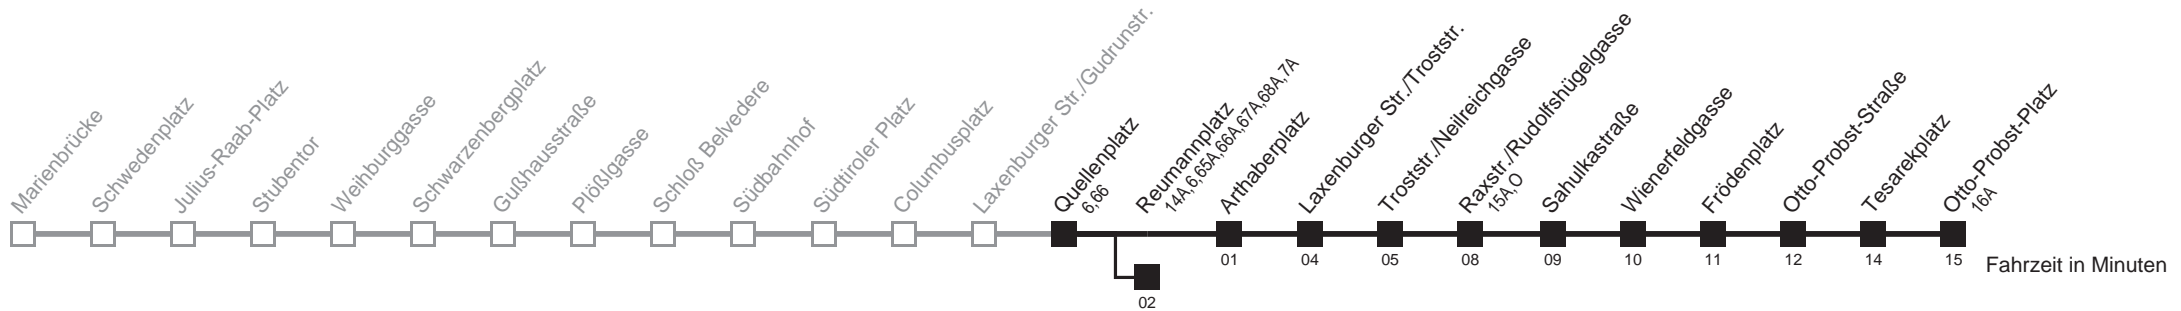 Marienbrücke
Schwedenplatz
Julius-Raab-Platz
Stubentor
Weihburggasse
Schwarzenbergplatz
Gußhausstraße
Plößlgasse
Schloß Belvedere
Südbahnhof
Südtiroler Platz
Columbusplatz
Laxenburger Str./Gudrunstr.
Quellenplatz
6,66
Reumannplatz
14A,6,65A,66A,67A,68A,7A
Arthaberplatz
Laxenburger Str./Troststr.
Troststr./Neilreichgasse
Raxstr./Rudolfshügelgasse
15A,O
Sahulkastraße
Wienerfeldgasse
Frödenplatz
Otto-Probst-Straße
Tesarekplatz
Otto-Probst-Platz
16A
01
04
05
08
09
10
11
12
14
15
Fahrzeit in Minuten
02